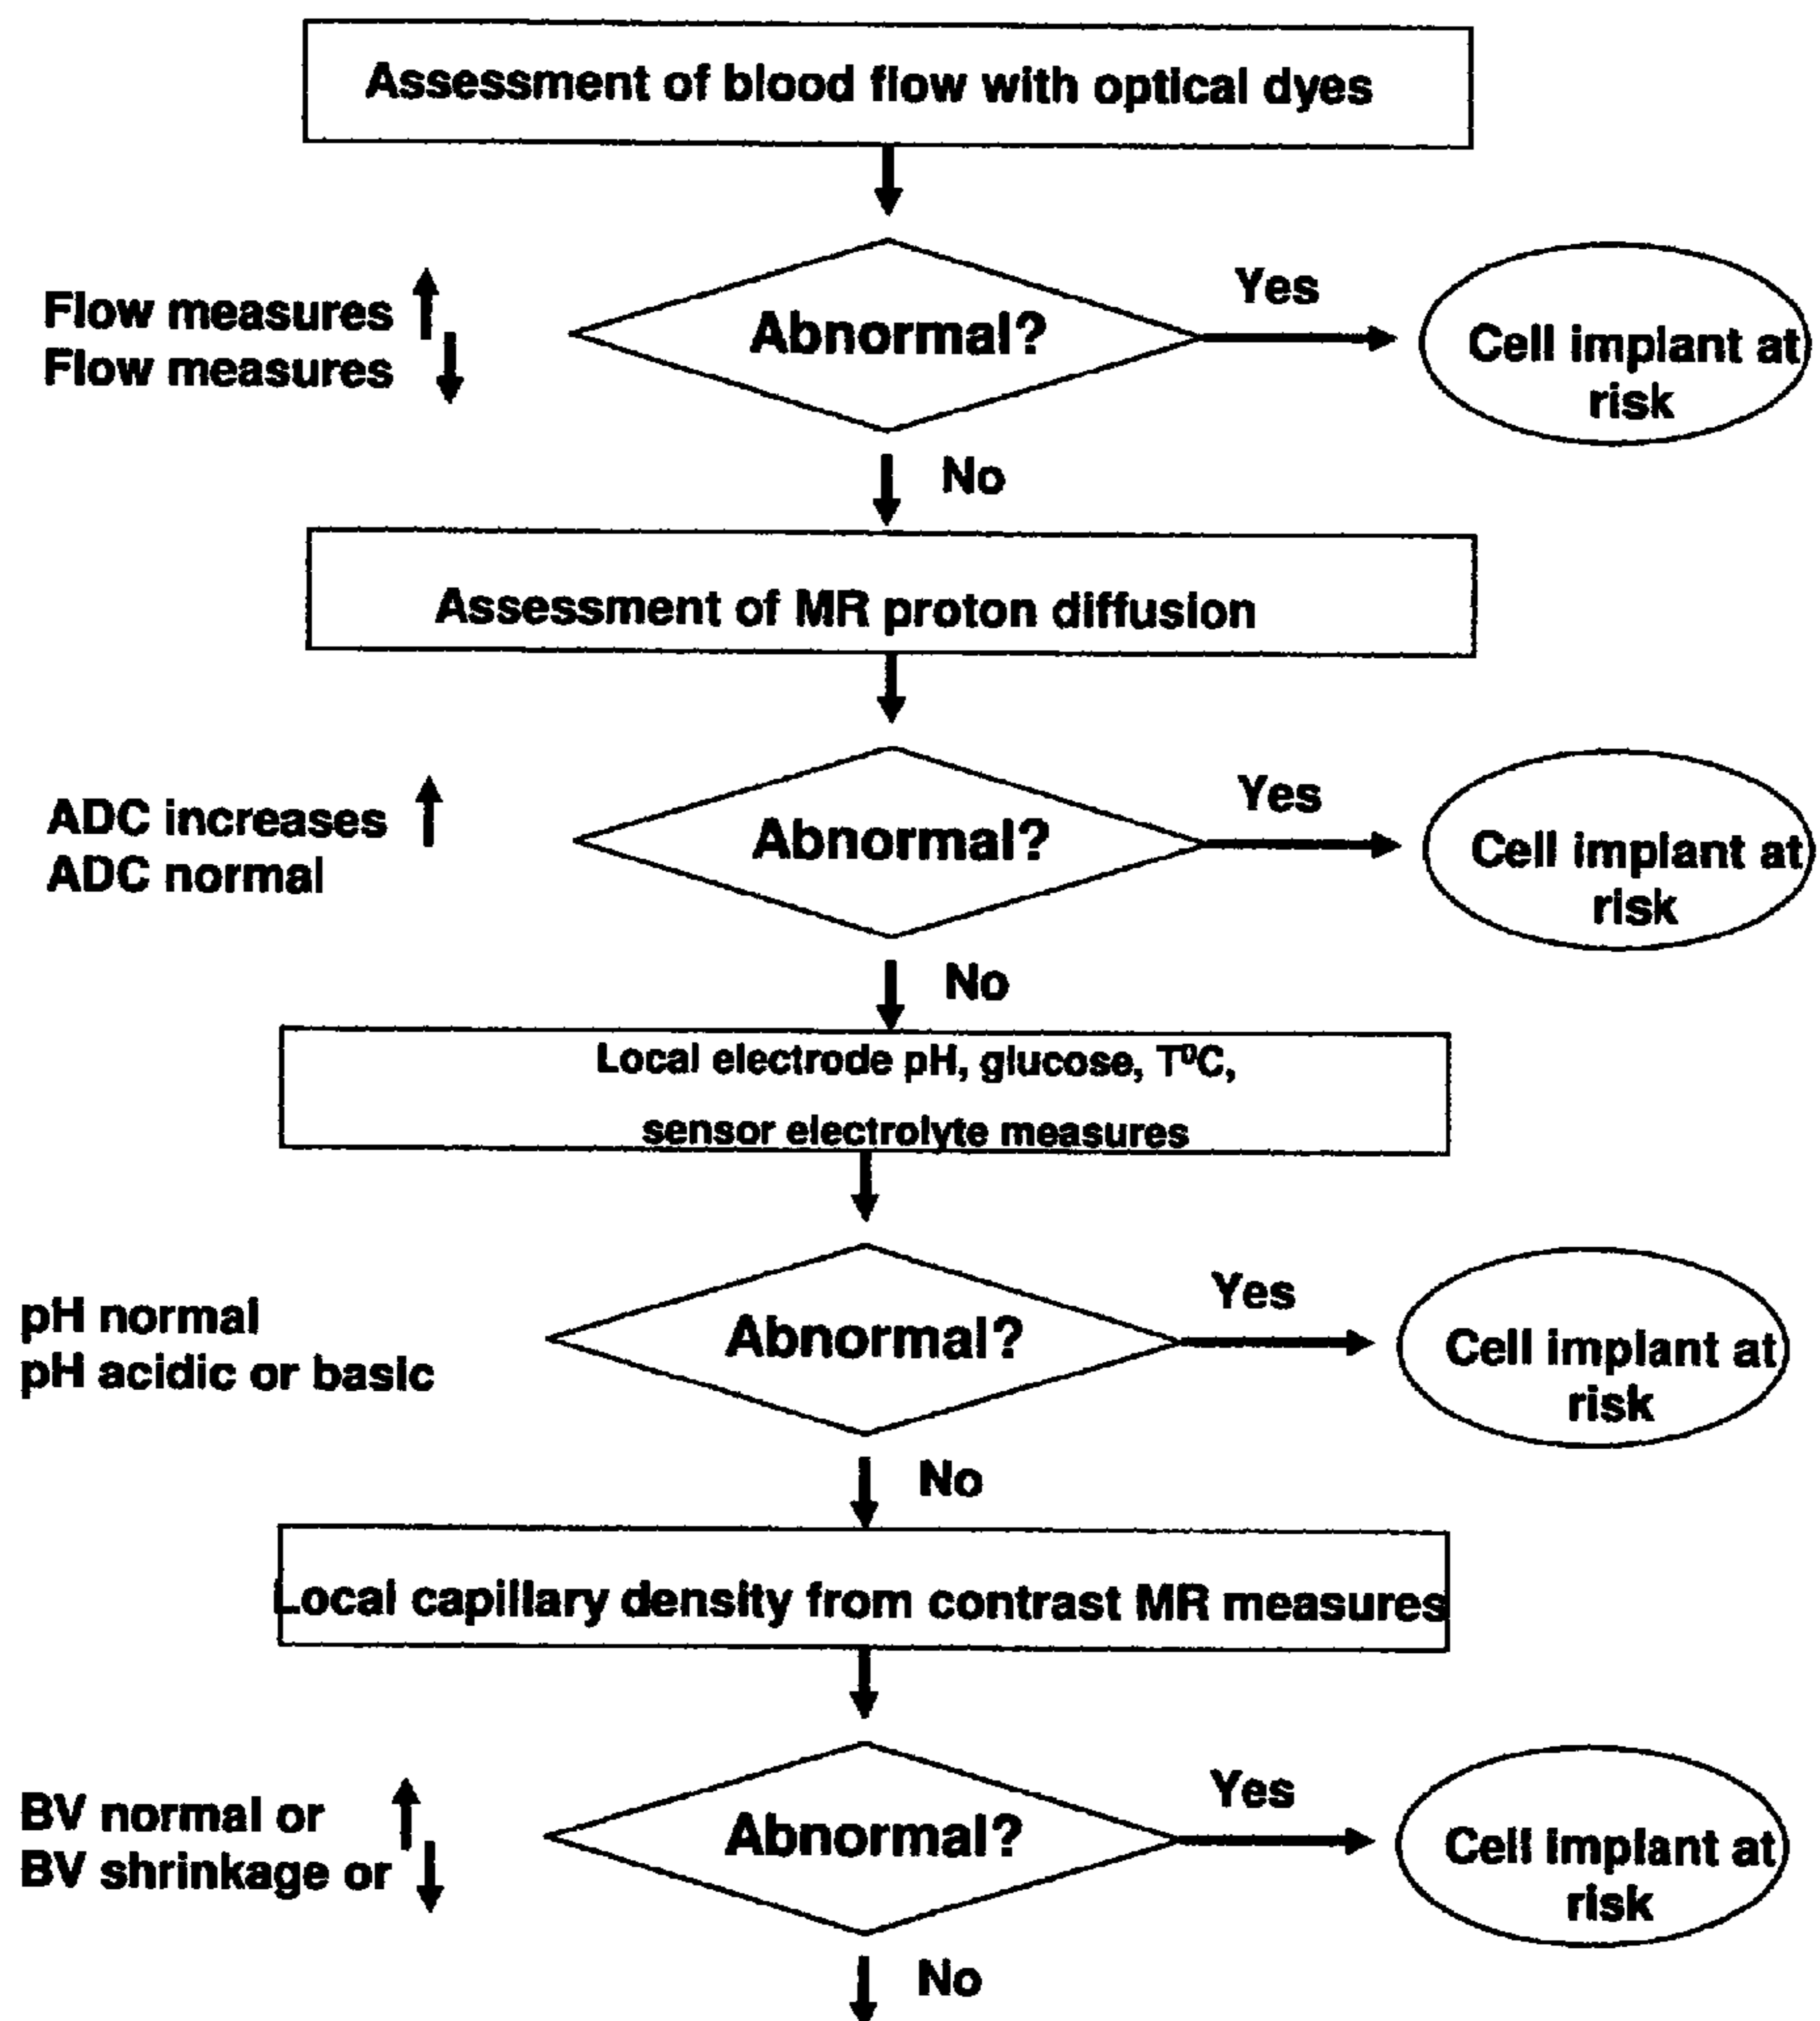 Assessment of blood flow with optical dyes
Flow measures ↑
Flow measures ↓
Abnormal?
Yes
Cell implant at
risk
No
Assessment of MR proton diffusion
ADC increases ↑
ADC normal
Abnormal?
Yes
Cell implant at
risk
No
Local electrode pH, glucose, T⁰C,
sensor electrolyte measures
pH normal
pH acidic or basic
Abnormal?
Yes
Cell implant at
risk
No
Local capillary density from contrast MR measures
BV normal or ↑
BV shrinkage or ↓
Abnormal?
Yes
Cell implant at
risk
No